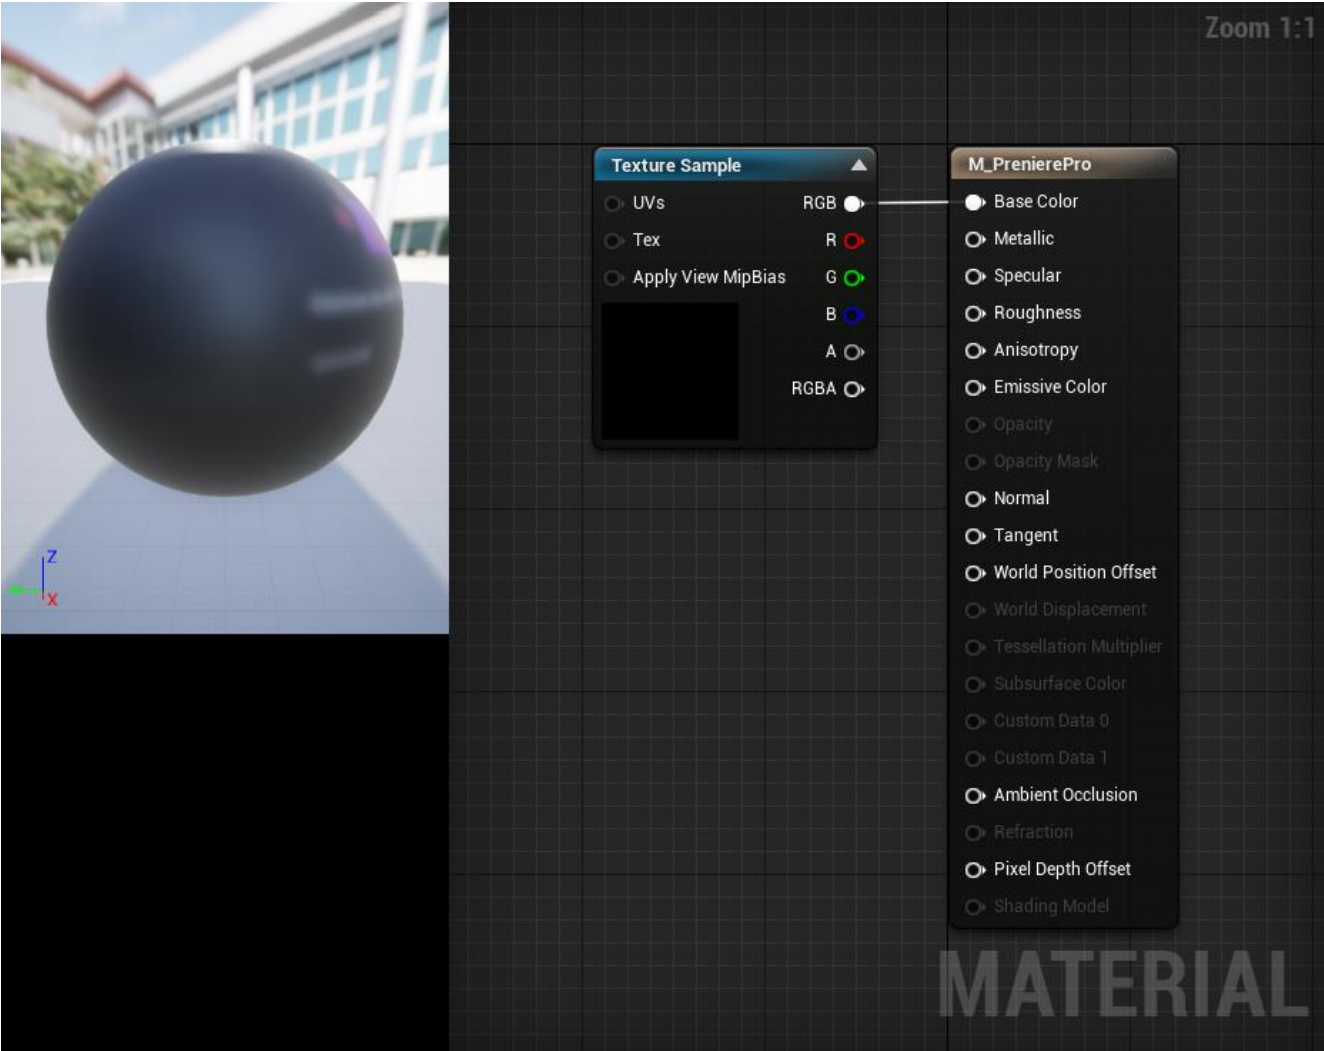 Zoom 1:1
Texture Sample
UVs RGB
Tex R
Apply View MipBias G
B
A
RGBA
M_PrenierePro
Base Color
Metallic
Specular
Roughness
Anisotropy
Emissive Color
Opacity
Opacity Mask
Normal
Tangent
World Position Offset
World Displacement
Tessellation Multiplier
Subsurface Color
Custom Data 0
Custom Data 1
Ambient Occlusion
Refraction
Pixel Depth Offset
Shading Model
MATERIAL
Z
X